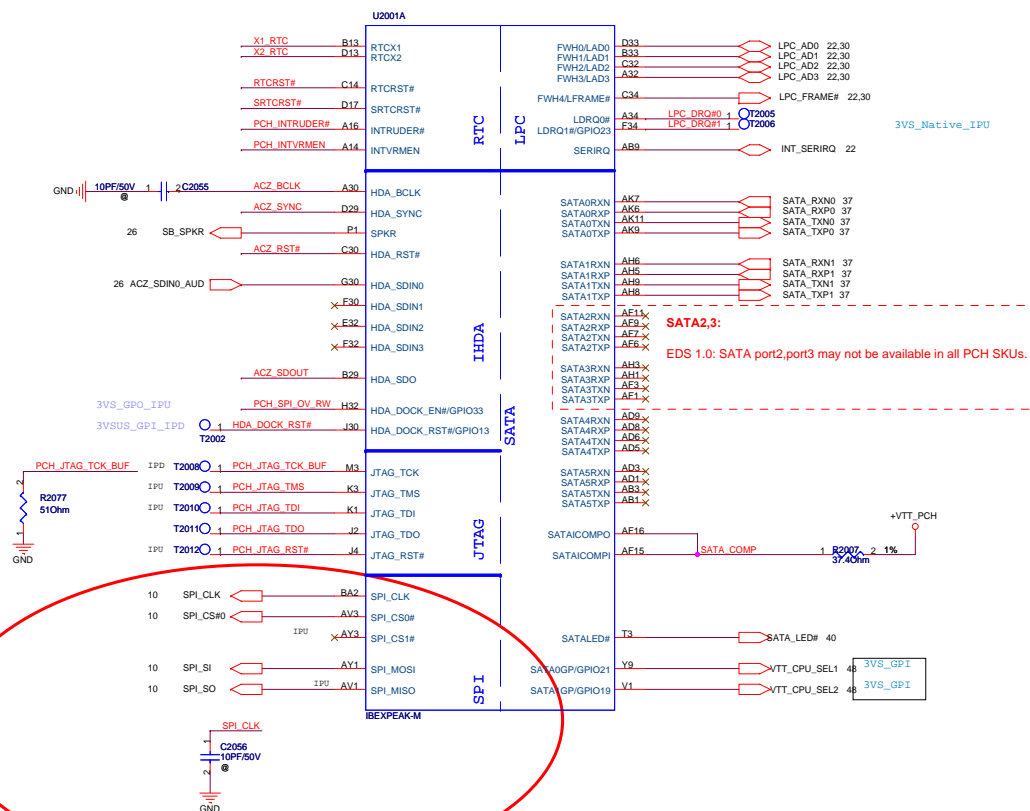 U2001A
X1_RTC B13 RTCX1
X2_RTC D13 RTCX2
RTCRST# C14 RTCRST#
SRTCRST# D17 SRTCRST#
PCH_INTRUDER# A16 INTRUDER#
PCH_INTVRMEN A14 INTVRMEN
RTC
LPC
FWH0/LAD0 D33 LPC_AD0 22,30
FWH1/LAD1 B33 LPC_AD1 22,30
FWH2/LAD2 C32 LPC_AD2 22,30
FWH3/LAD3 A32 LPC_AD3 22,30
FWH4/LFRAME# C34 LPC_FRAME# 22,30
LDRQ0# A34 LPC_DRQ#0 1 T2005
LDRQ1#/GPIO23 F34 LPC_DRQ#1 1 T2006
3VS_Native_IPU
SERIRQ AB9 INT_SERIRQ 22
GND 10PF/50V 1 2 C2055 ACZ_BCLK A30 HDA_BCLK
@
ACZ_SYNC D29 HDA_SYNC
26 SB_SPKR P1 SPKR
ACZ_RST# C30 HDA_RST#
26 ACZ_SDIN0_AUD G30 HDA_SDIN0
F30 HDA_SDIN1
E32 HDA_SDIN2
F32 HDA_SDIN3
ACZ_SDOUT B29 HDA_SDO
3VS_GPO_IPU PCH_SPI_OV_RW H32 HDA_DOCK_EN#/GPIO33
3VSUS_GPI_IPD 1 HDA_DOCK_RST# J30 HDA_DOCK_RST#/GPIO13
T2002
IHDA
SATA
SATA0RXN AK7 SATA_RXN0 37
SATA0RXP AK6 SATA_RXP0 37
SATA0TXN AK11 SATA_TXN0 37
SATA0TXP AK9 SATA_TXP0 37
SATA1RXN AH6 SATA_RXN1 37
SATA1RXP AH5 SATA_RXP1 37
SATA1TXN AH9 SATA_TXN1 37
SATA1TXP AH8 SATA_TXP1 37
SATA2RXN AF11
SATA2RXP AF9
SATA2TXN AF7
SATA2TXP AF6
SATA2,3:
EDS 1.0: SATA port2,port3 may not be available in all PCH SKUs.
SATA3RXN AH3
SATA3RXP AH1
SATA3TXN AF3
SATA3TXP AF1
SATA4RXN AD9
SATA4RXP AD8
SATA4TXN AD6
SATA4TXP AD5
SATA5RXN AD3
SATA5RXP AD1
SATA5TXN AB3
SATA5TXP AB1
PCH_JTAG_TCK_BUF IPD T2008 1 PCH_JTAG_TCK_BUF M3 JTAG_TCK
IPU T2009 1 PCH_JTAG_TMS K3 JTAG_TMS
IPU T2010 1 PCH_JTAG_TDI K1 JTAG_TDI
T2011 1 PCH_JTAG_TDO J2 JTAG_TDO
IPU T2012 1 PCH_JTAG_RST# J4 JTAG_RST#
JTAG
2
R2077
51Ohm
1
GND
+VTT_PCH
SATAICOMPO AF16
SATAICOMPI AF15 SATA_COMP 1 R2007 2 1%
37.4Ohm
10 SPI_CLK BA2 SPI_CLK
10 SPI_CS#0 AV3 SPI_CS0#
IPU AY3 SPI_CS1#
10 SPI_SI AY1 SPI_MOSI
10 SPI_SO IPU AV1 SPI_MISO
SPI
SATALED# T3 SATA_LED# 40
SATA0GP/GPIO21 Y9 VTT_CPU_SEL1 48 3VS_GPI
SATA1GP/GPIO19 V1 VTT_CPU_SEL2 48 3VS_GPI
IBEXPEAK-M
SPI_CLK
1
C2056
10PF/50V
@
2
GND